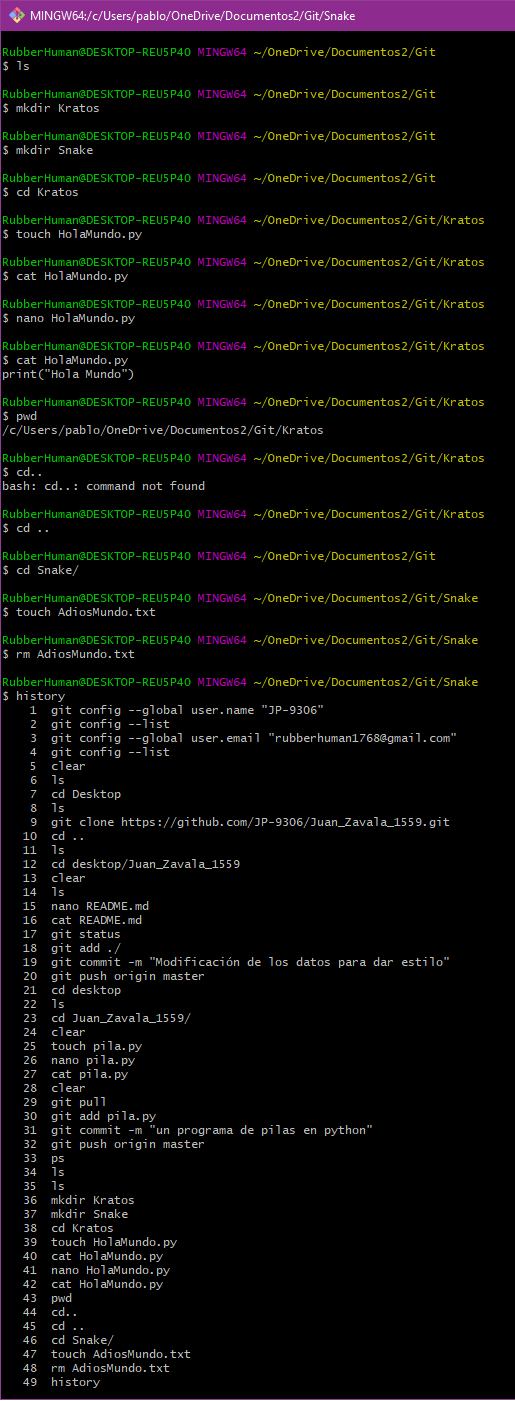 MINGW64:/c/Users/pablo/OneDrive/Documentos2/Git/Snake
RubberHuman@DESKTOP-REU5P40 MINGW64 ~/OneDrive/Documentos2/Git
$ ls
RubberHuman@DESKTOP-REU5P40 MINGW64 ~/OneDrive/Documentos2/Git
$ mkdir Kratos
RubberHuman@DESKTOP-REU5P40 MINGW64 ~/OneDrive/Documentos2/Git
$ mkdir Snake
RubberHuman@DESKTOP-REU5P40 MINGW64 ~/OneDrive/Documentos2/Git
$ cd Kratos
RubberHuman@DESKTOP-REU5P40 MINGW64 ~/OneDrive/Documentos2/Git/Kratos
$ touch HolaMundo.py
RubberHuman@DESKTOP-REU5P40 MINGW64 ~/OneDrive/Documentos2/Git/Kratos
$ cat HolaMundo.py
RubberHuman@DESKTOP-REU5P40 MINGW64 ~/OneDrive/Documentos2/Git/Kratos
$ nano HolaMundo.py
RubberHuman@DESKTOP-REU5P40 MINGW64 ~/OneDrive/Documentos2/Git/Kratos
$ cat HolaMundo.py
print("Hola Mundo")
RubberHuman@DESKTOP-REU5P40 MINGW64 ~/OneDrive/Documentos2/Git/Kratos
$ pwd
/c/Users/pablo/OneDrive/Documentos2/Git/Kratos
RubberHuman@DESKTOP-REU5P40 MINGW64 ~/OneDrive/Documentos2/Git/Kratos
$ cd..
bash: cd..: command not found
RubberHuman@DESKTOP-REU5P40 MINGW64 ~/OneDrive/Documentos2/Git/Kratos
$ cd ..
RubberHuman@DESKTOP-REU5P40 MINGW64 ~/OneDrive/Documentos2/Git
$ cd Snake/
RubberHuman@DESKTOP-REU5P40 MINGW64 ~/OneDrive/Documentos2/Git/Snake
$ touch AdiosMundo.txt
RubberHuman@DESKTOP-REU5P40 MINGW64 ~/OneDrive/Documentos2/Git/Snake
$ rm AdiosMundo.txt
RubberHuman@DESKTOP-REU5P40 MINGW64 ~/OneDrive/Documentos2/Git/Snake
$ history
1 git config --global user.name "JP-9306"
2 git config --list
3 git config --global user.email "rubberhuman1768@gmail.com"
4 git config --list
5 clear
6 ls
7 cd Desktop
8 ls
9 git clone https://github.com/JP-9306/Juan_Zavala_1559.git
10 cd ..
11 ls
12 cd desktop/Juan_Zavala_1559
13 clear
14 ls
15 nano README.md
16 cat README.md
17 git status
18 git add ./
19 git commit -m "Modificación de los datos para dar estilo"
20 git push origin master
21 cd desktop
22 ls
23 cd Juan_Zavala_1559/
24 clear
25 touch pila.py
26 nano pila.py
27 cat pila.py
28 clear
29 git pull
30 git add pila.py
31 git commit -m "un programa de pilas en python"
32 git push origin master
33 ps
34 ls
35 ls
36 mkdir Kratos
37 mkdir Snake
38 cd Kratos
39 touch HolaMundo.py
40 cat HolaMundo.py
41 nano HolaMundo.py
42 cat HolaMundo.py
43 pwd
44 cd..
45 cd ..
46 cd Snake/
47 touch AdiosMundo.txt
48 rm AdiosMundo.txt
49 history